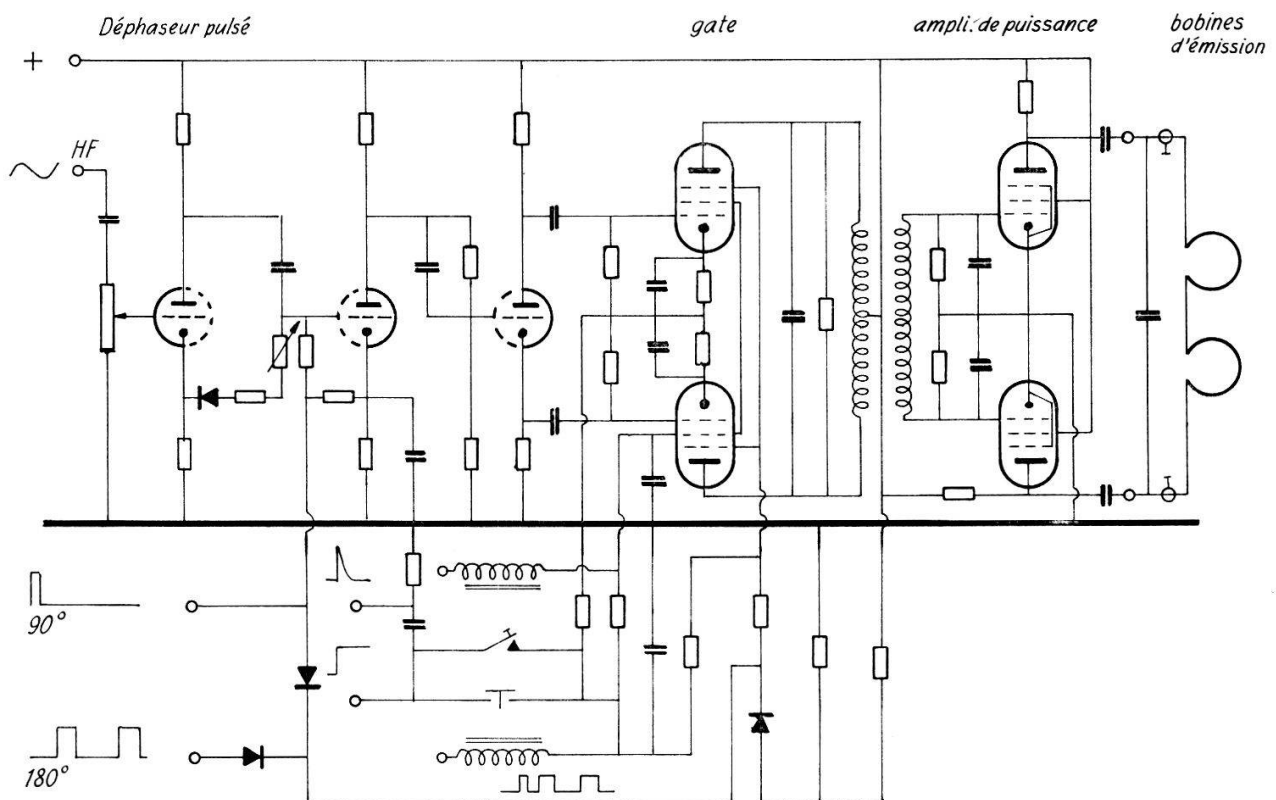 Déphaseur pulsé
gate
ampli. de puissance
bobines
d'émission
+
HF
90°
180°